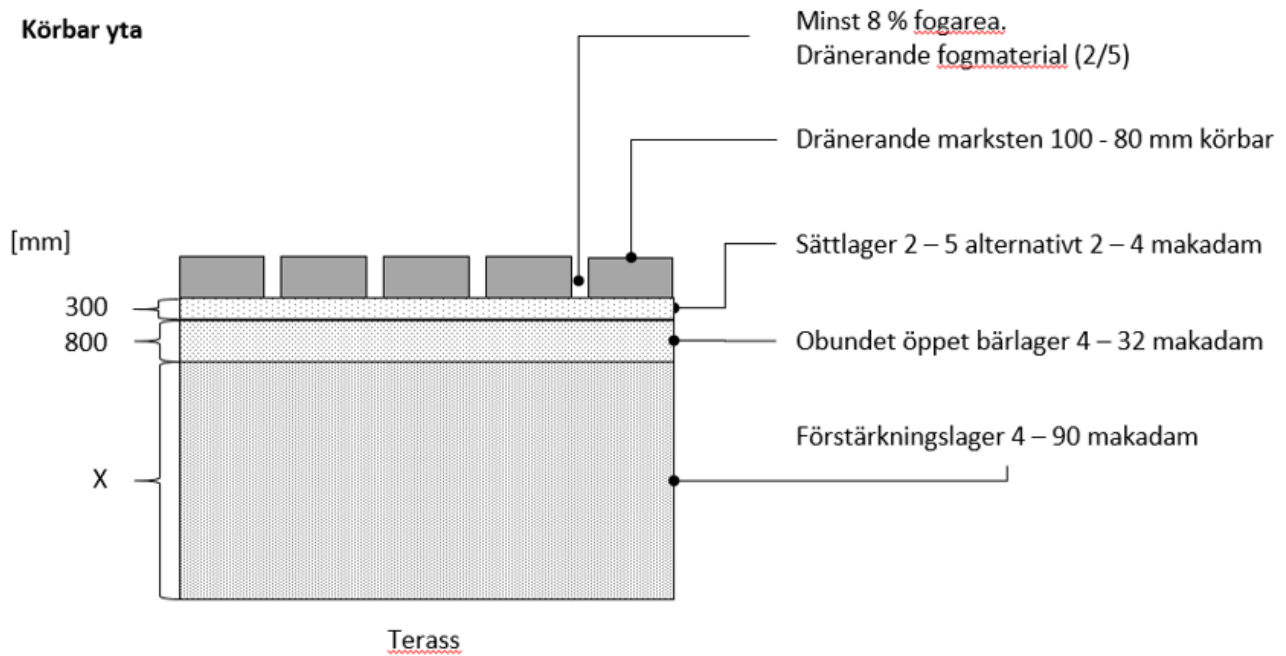 Körbar yta
Minst 8 % fogarea.
Dränerande fogmaterial (2/5)
Dränerande marksten 100 - 80 mm körbar
[mm]
Sättlager 2 – 5 alternativt 2 – 4 makadam
300
800
Obundet öppet bärlager 4 – 32 makadam
Förstärkningslager 4 – 90 makadam
X
Terass